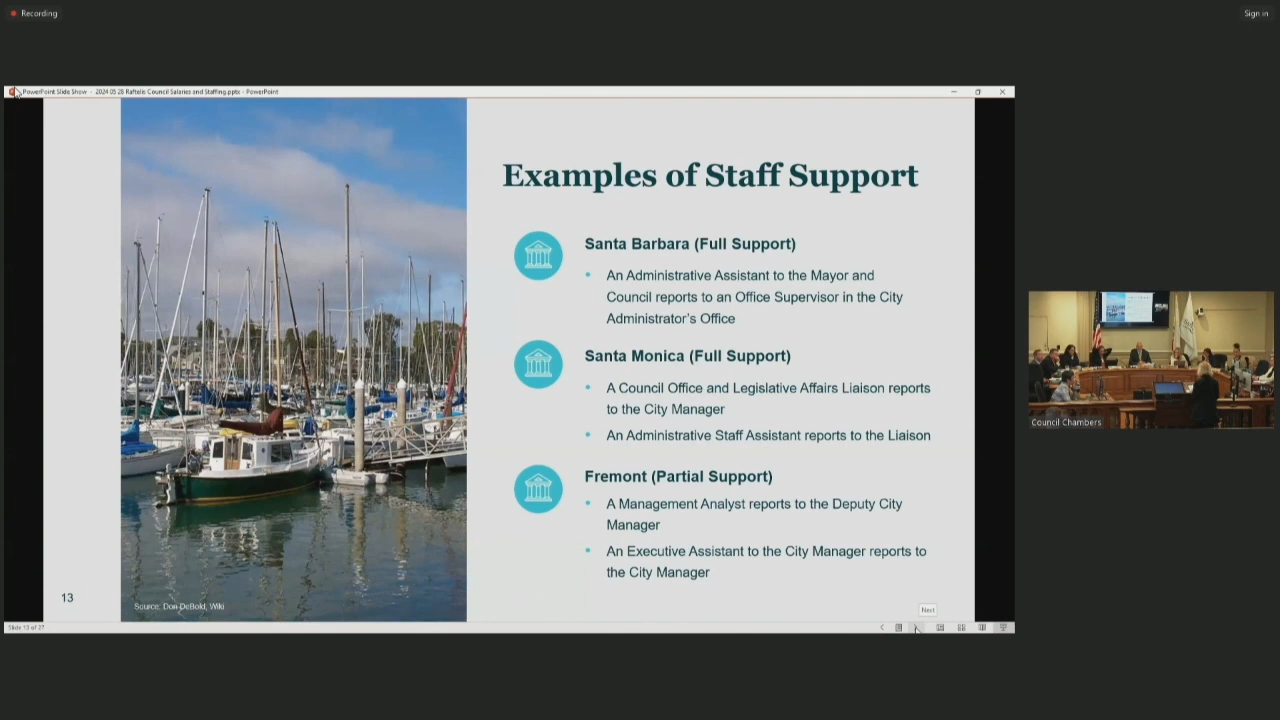 Recording
Sign in
PowerPoint Slide Show - 2024 05 28 Raftelis Council Salaries and Staffing.pptx - PowerPoint
Examples of Staff Support
Santa Barbara (Full Support)
• An Administrative Assistant to the Mayor and
Council reports to an Office Supervisor in the City
Administrator's Office
Santa Monica (Full Support)
• A Council Office and Legislative Affairs Liaison reports
to the City Manager
• An Administrative Staff Assistant reports to the Liaison
Fremont (Partial Support)
• A Management Analyst reports to the Deputy City
Manager
• An Executive Assistant to the City Manager reports to
the City Manager
13
Source: Don DeBold, Wiki
Next
Slide 13 of 27
Council Chambers